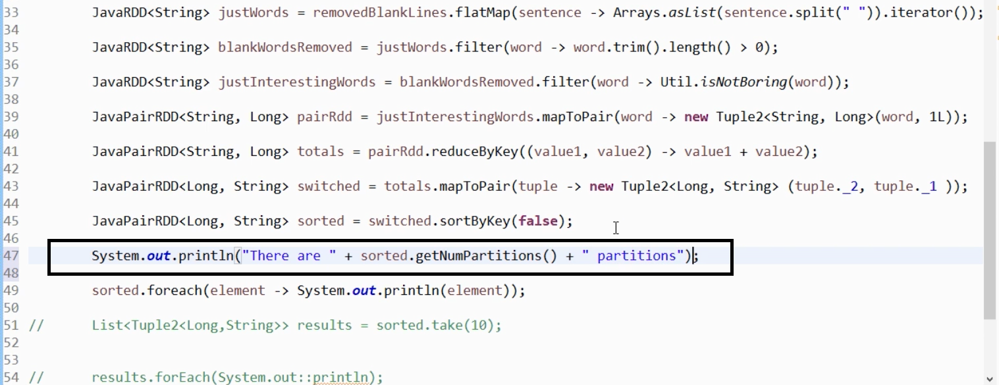 33 JavaRDD<String> justWords = removedBlankLines.flatMap(sentence -> Arrays.asList(sentence.split(" ")).iterator());
34
35 JavaRDD<String> blankWordsRemoved = justWords.filter(word -> word.trim().length() > 0);
36
37 JavaRDD<String> justInterestingWords = blankWordsRemoved.filter(word -> Util.isNotBoring(word));
38
39 JavaPairRDD<String, Long> pairRdd = justInterestingWords.mapToPair(word -> new Tuple2<String, Long>(word, 1L));
40
41 JavaPairRDD<String, Long> totals = pairRdd.reduceByKey((value1, value2) -> value1 + value2);
42
43 JavaPairRDD<Long, String> switched = totals.mapToPair(tuple -> new Tuple2<Long, String> (tuple._2, tuple._1 ));
44
45 JavaPairRDD<Long, String> sorted = switched.sortByKey(false);
46
47 System.out.println("There are " + sorted.getNumPartitions() + " partitions");
48
49 sorted.foreach(element -> System.out.println(element));
50
51 // List<Tuple2<Long,String>> results = sorted.take(10);
52
53
54 // results.forEach(System.out::println);